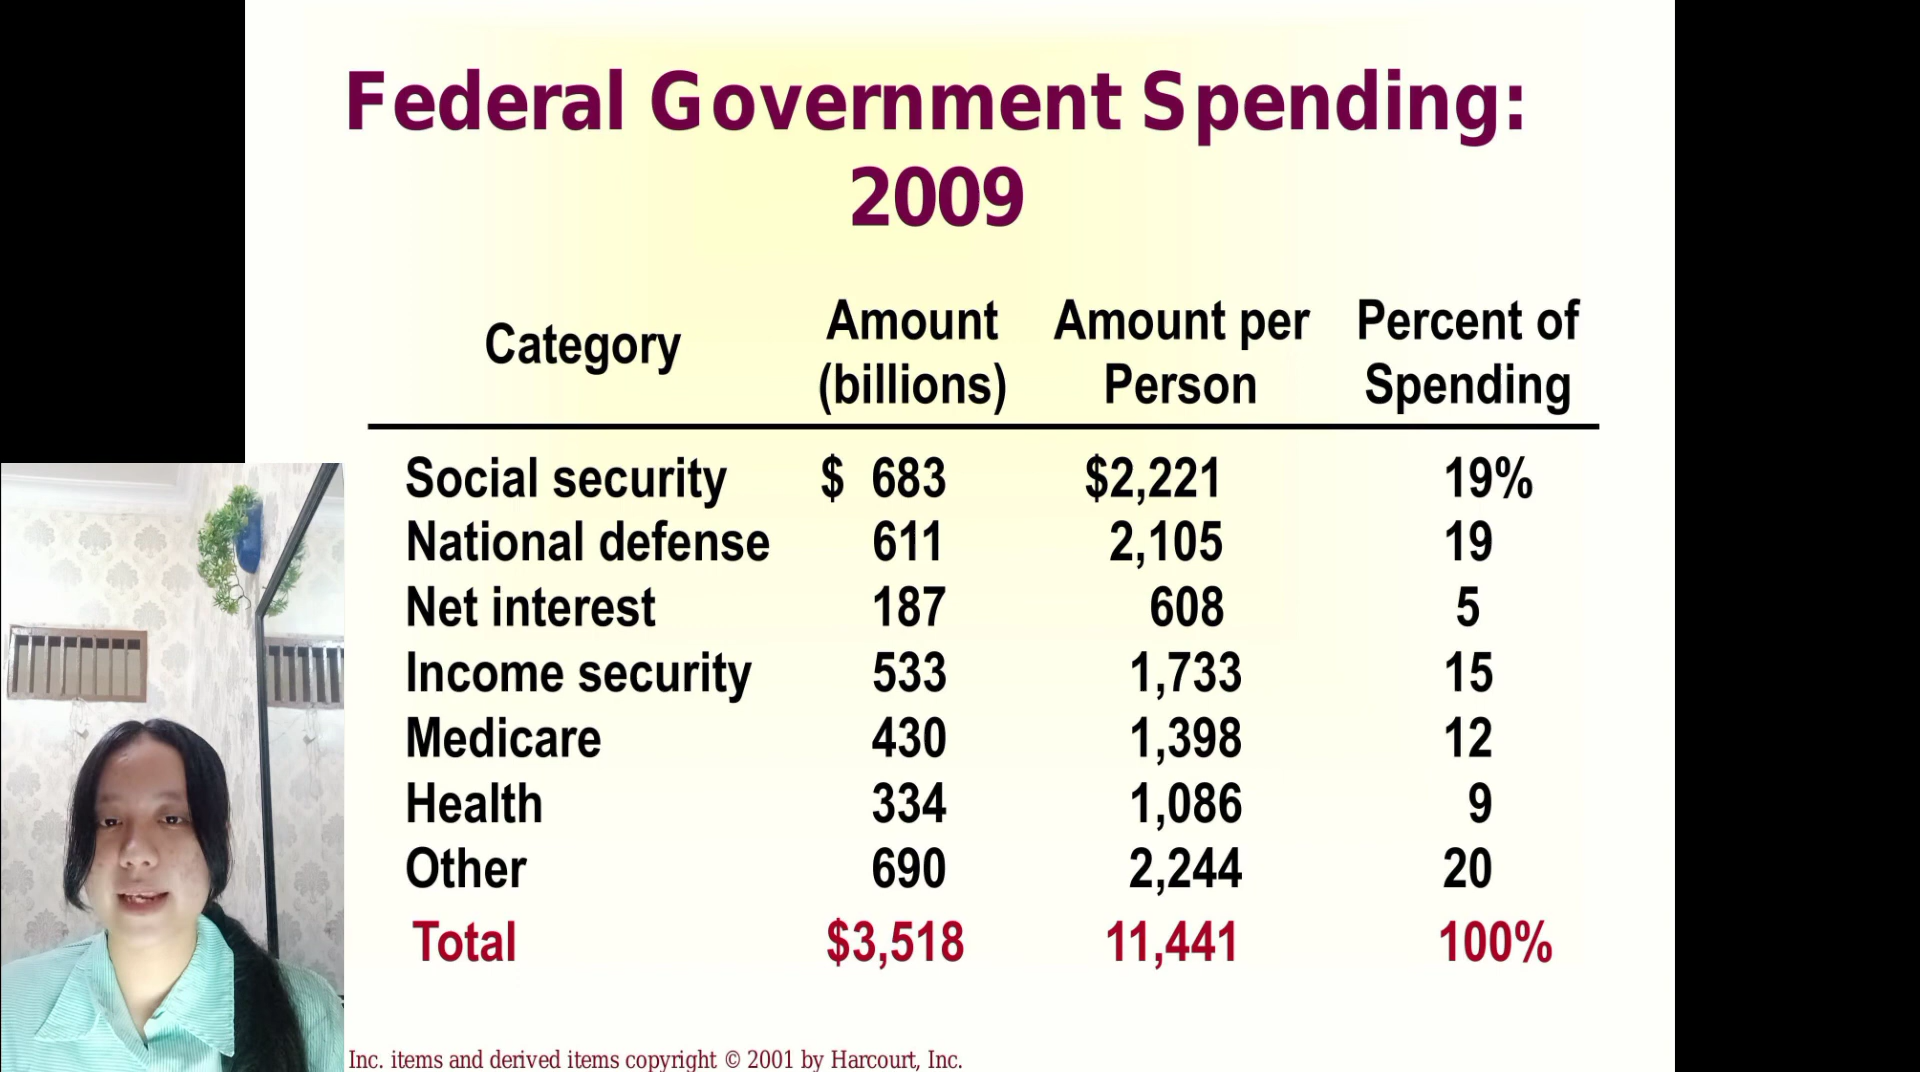 Federal Government Spending:
2009
Category Amount (billions) Amount per Person Percent of Spending
Social security $ 683 $2,221 19%
National defense 611 2,105 19
Net interest 187 608 5
Income security 533 1,733 15
Medicare 430 1,398 12
Health 334 1,086 9
Other 690 2,244 20
Total $3,518 11,441 100%
Inc. items and derived items copyright © 2001 by Harcourt, Inc.